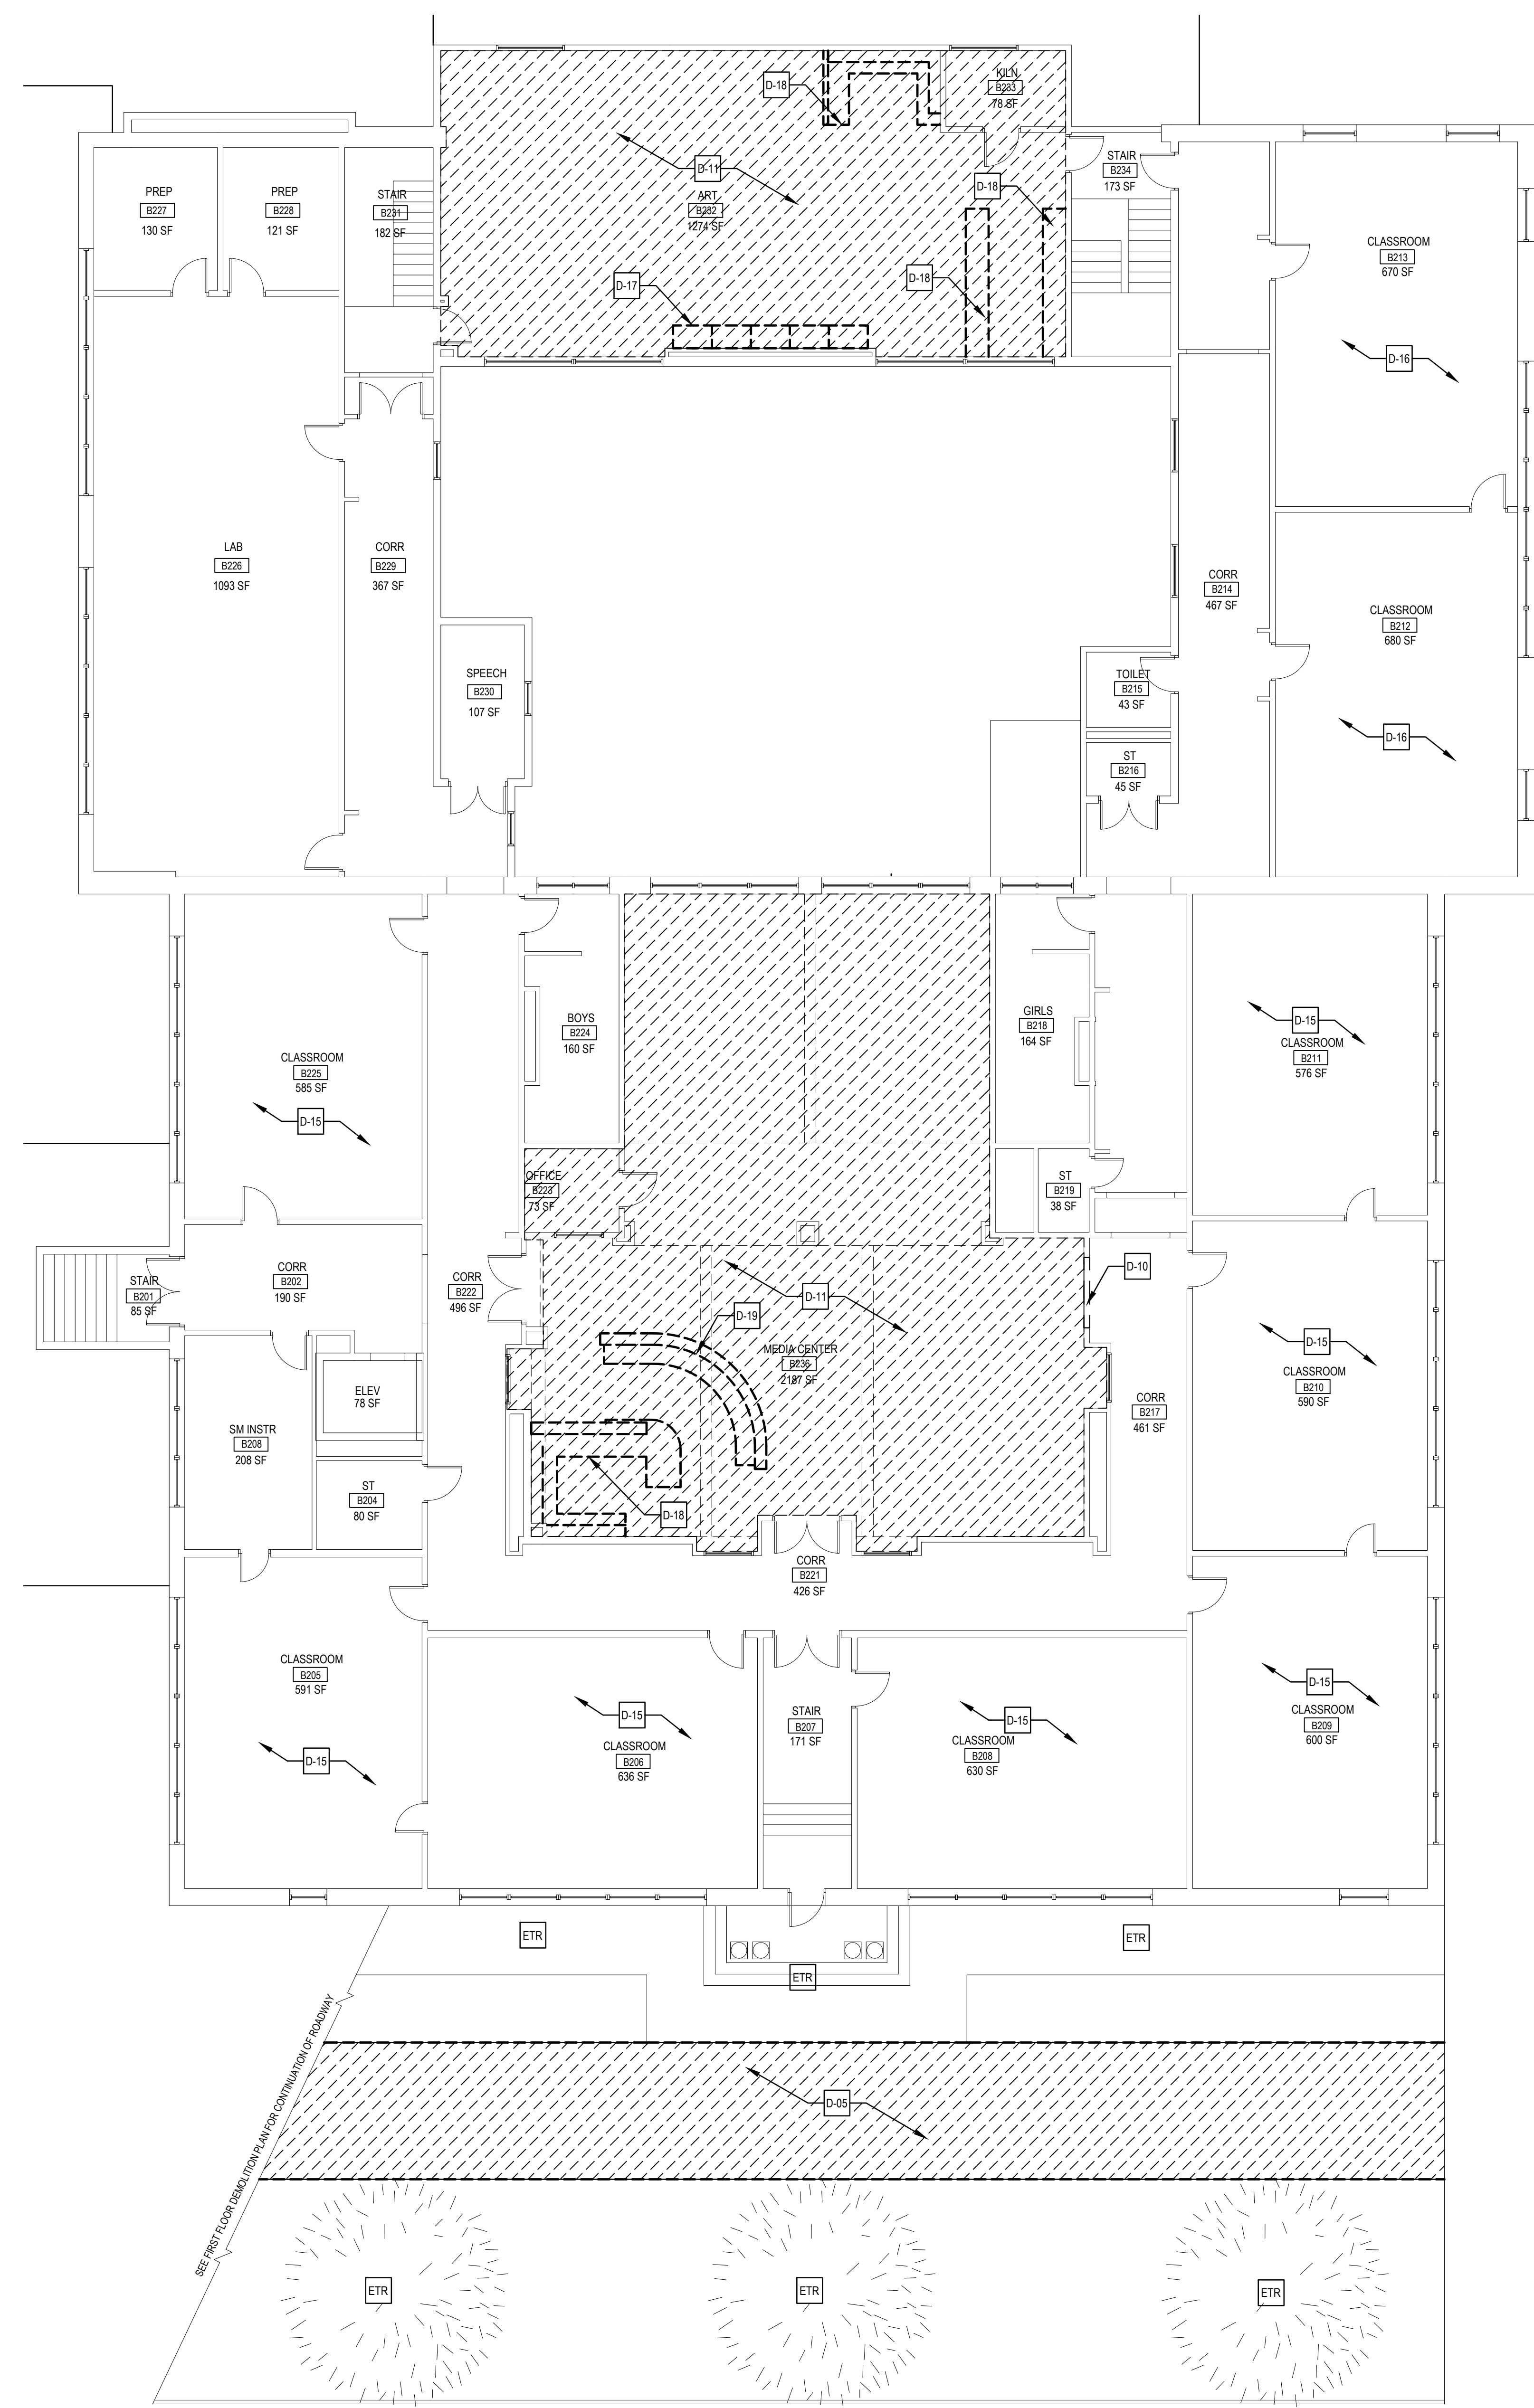 KILN
B233
78 SF
D-18
D-11
ART
B232
1274 SF
D-18
STAIR
B234
173 SF
PREP
B227
130 SF
PREP
B228
121 SF
STAIR
B231
182 SF
D-17
D-18
CLASSROOM
B213
670 SF
D-16
LAB
B226
1093 SF
CORR
B229
367 SF
CORR
B214
467 SF
CLASSROOM
B212
680 SF
D-16
SPEECH
B230
107 SF
TOILET
B215
43 SF
ST
B216
45 SF
CLASSROOM
B225
585 SF
D-15
BOYS
B224
160 SF
GIRLS
B218
164 SF
D-15
CLASSROOM
B211
576 SF
OFFICE
B223
73 SF
ST
B219
38 SF
STAIR
B201
85 SF
CORR
B202
190 SF
CORR
B222
496 SF
D-11
D-10
D-19
MEDIA CENTER
B236
2187 SF
D-15
CLASSROOM
B210
590 SF
ELEV
78 SF
CORR
B217
461 SF
SM INSTR
B208
208 SF
ST
B204
80 SF
D-18
CORR
B221
426 SF
CLASSROOM
B205
591 SF
D-15
D-15
CLASSROOM
B206
636 SF
STAIR
B207
171 SF
D-15
CLASSROOM
B208
630 SF
D-15
CLASSROOM
B209
600 SF
ETR
ETR
ETR
SEE FIRST FLOOR DEMOLITION PLAN FOR CONTINUATION OF ROADWAY
D-05
ETR
ETR
ETR